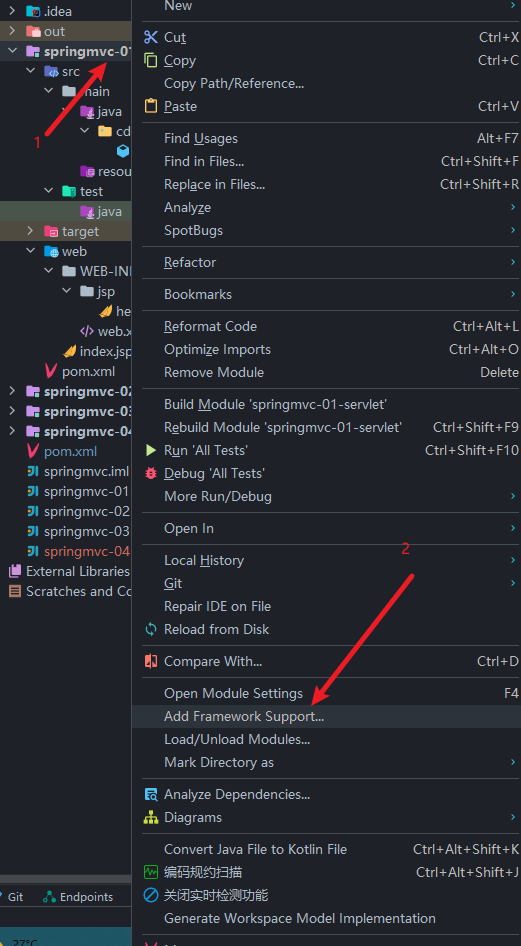 .idea
out
springmvc-01
src
main
java
cd
resou
test
java
target
web
WEB-INF
jsp
he
web.x
index.jsp
pom.xml
springmvc-02
springmvc-03
springmvc-04
pom.xml
springmvc.iml
springmvc-01
springmvc-02
springmvc-03
springmvc-04
External Libraries
Scratches and Co
Git Endpoints
27°C
1
New
Cut Ctrl+X
Copy Ctrl+C
Copy Path/Reference...
Paste Ctrl+V
Find Usages Alt+F7
Find in Files... Ctrl+Shift+F
Replace in Files... Ctrl+Shift+R
Analyze
SpotBugs
Refactor
Bookmarks
Reformat Code Ctrl+Alt+L
Optimize Imports Ctrl+Alt+O
Remove Module Delete
Build Module 'springmvc-01-servlet'
Rebuild Module 'springmvc-01-servlet' Ctrl+Shift+F9
Run 'All Tests' Ctrl+Shift+F10
Debug 'All Tests'
More Run/Debug
Open In
2
Local History
Git
Repair IDE on File
Reload from Disk
Compare With... Ctrl+D
Open Module Settings F4
Add Framework Support...
Load/Unload Modules...
Mark Directory as
Analyze Dependencies...
Diagrams
Convert Java File to Kotlin File Ctrl+Alt+Shift+K
编码规约扫描 Ctrl+Alt+Shift+J
关闭实时检测功能
Generate Workspace Model Implementation